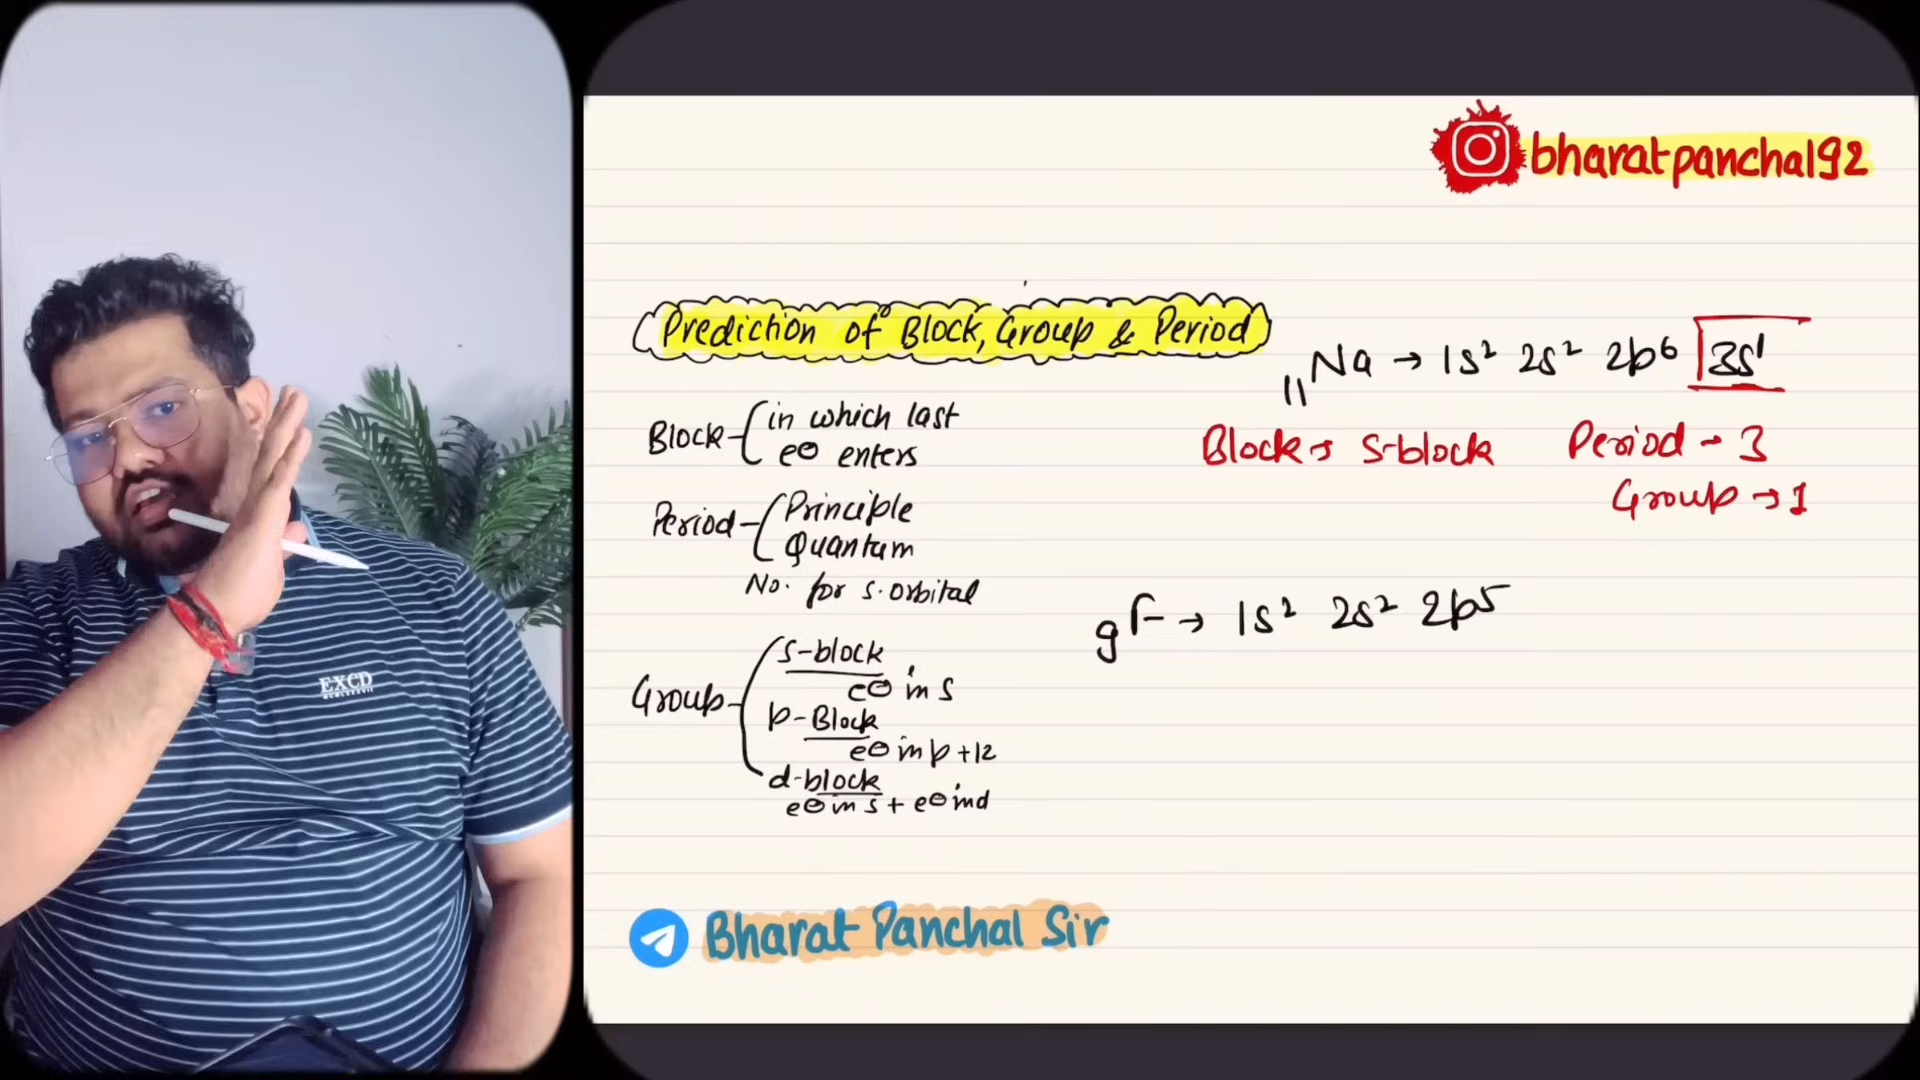 bharatpanchal92
Prediction of Block, Group & Period
11Na → 1s² 2s² 2p⁶ 3s¹
Block → s-block Period → 3
Group → 1
Block - in which last
e⊖ enters
Period - Principle
Quantum
No. for s.orbital
9F → 1s² 2s² 2p⁵
Group - s-block
e⊖ in s
p-Block
e⊖ in p +12
d-block
e⊖ in s + e⊖ in d
EXCD
Bharat Panchal Sir